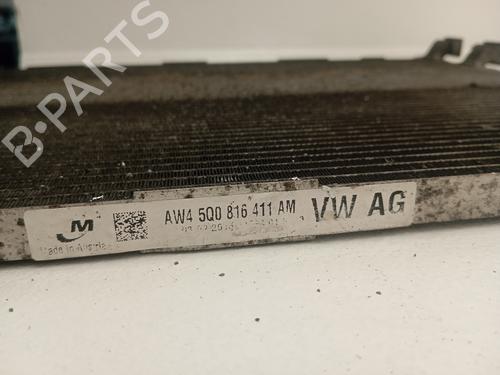 B-PARTS
M
AW4 5Q0 816 411 AM
VW AG
Made in Austria